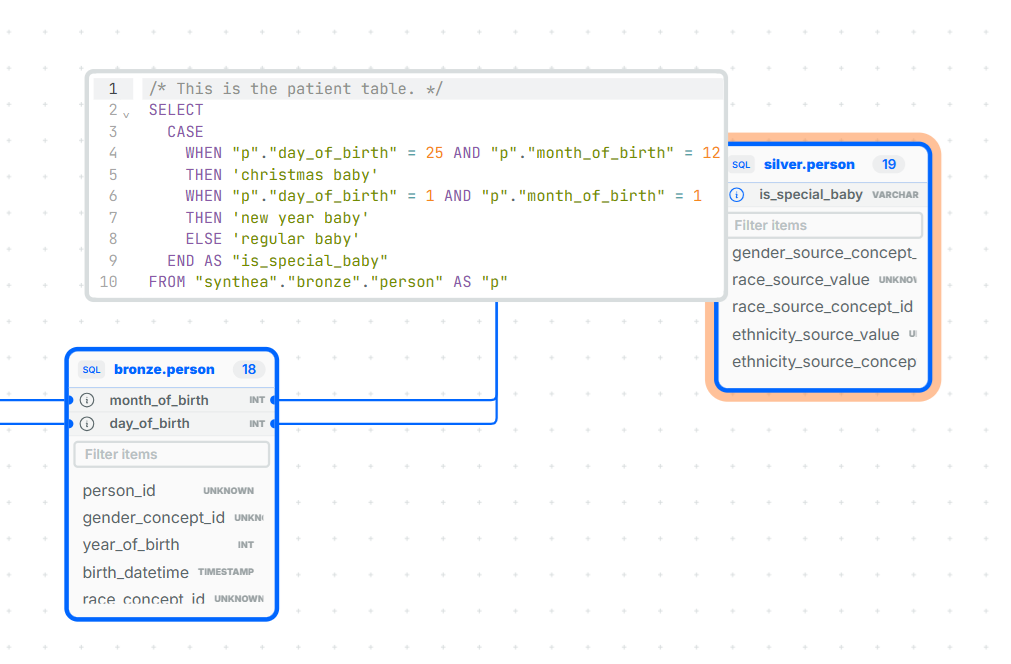 1 /* This is the patient table. */
2 SELECT
3 CASE
4 WHEN "p"."day_of_birth" = 25 AND "p"."month_of_birth" = 12
5 THEN 'christmas baby'
6 WHEN "p"."day_of_birth" = 1 AND "p"."month_of_birth" = 1
7 THEN 'new year baby'
8 ELSE 'regular baby'
9 END AS "is_special_baby"
10 FROM "synthea"."bronze"."person" AS "p"
SQL silver.person 19
is_special_baby VARCHAR
Filter items
gender_source_concept_
race_source_value UNKNOW
race_source_concept_id
ethnicity_source_value U
ethnicity_source_concep
SQL bronze.person 18
month_of_birth INT
day_of_birth INT
Filter items
person_id UNKNOWN
gender_concept_id UNKN
year_of_birth INT
birth_datetime TIMESTAMP
race_concept_id UNKNOWN